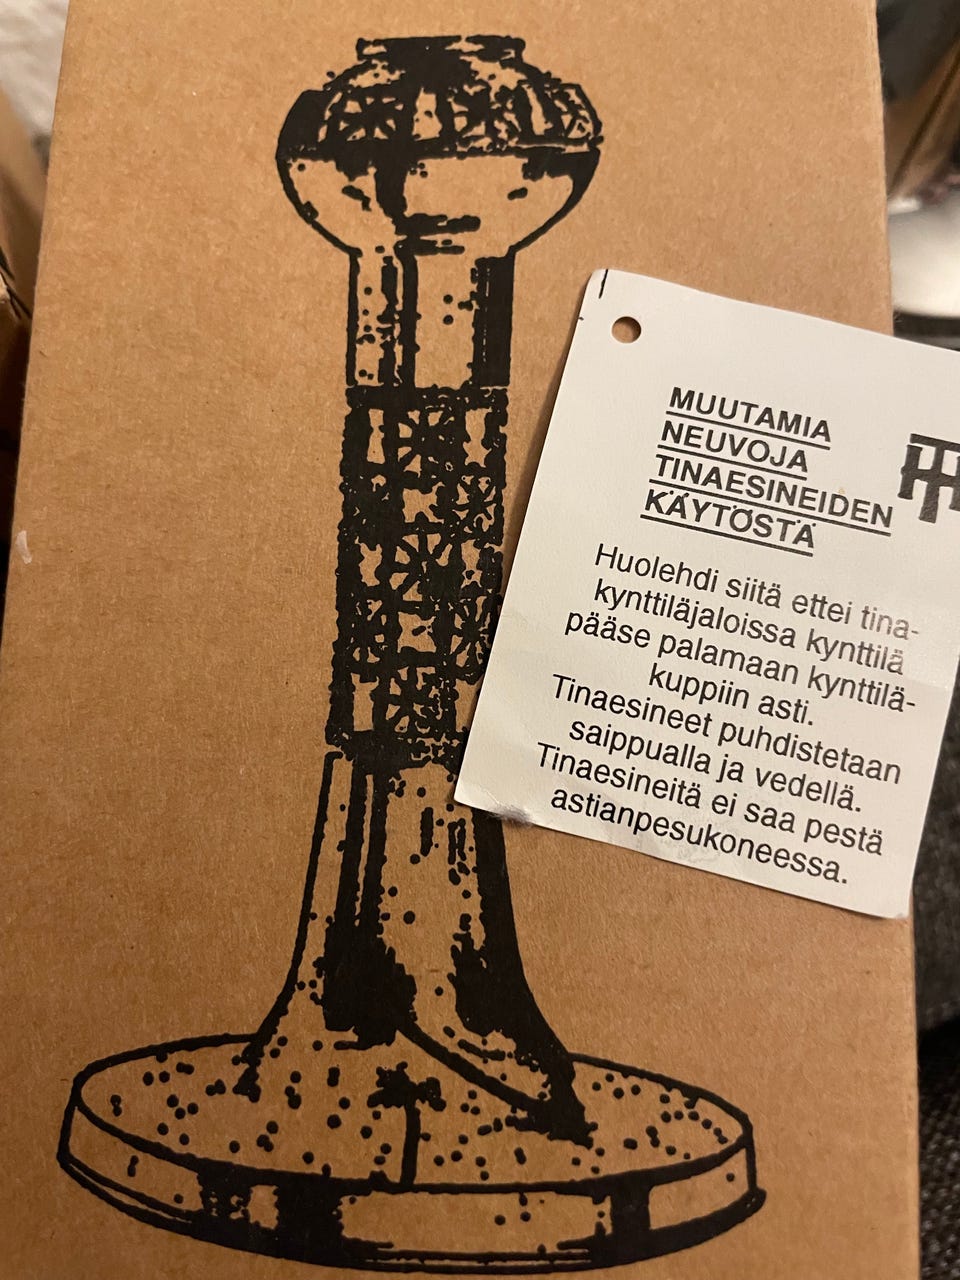 MUUTAMIA
NEUVOJA
TINAESINEIDEN
KÄYTÖSTÄ
Huolehdi siitä ettei tina-
kynttiläjaloissa kynttilä
pääse palamaan kynttilä-
kuppiin asti.
Tinaesineet puhdistetaan
saippualla ja vedellä.
Tinaesineitä ei saa pestä
astianpesukoneessa.